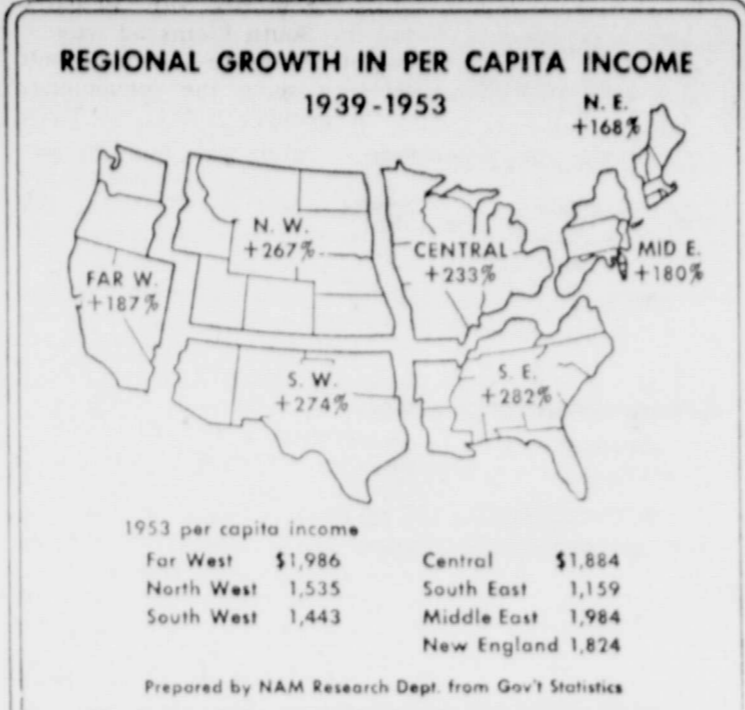 REGIONAL GROWTH IN PER CAPITA INCOME
1939-1953
N. E.
+168%
N. W.
+267%
CENTRAL
+233%
MID E.
+180%
FAR W.
+187%
S. W.
+274%
S. E.
+282%
1953 per capita income
Far West $1,986 Central $1,884
North West 1,535 South East 1,159
South West 1,443 Middle East 1,984
New England 1,824
Prepared by NAM Research Dept. from Gov't Statistics